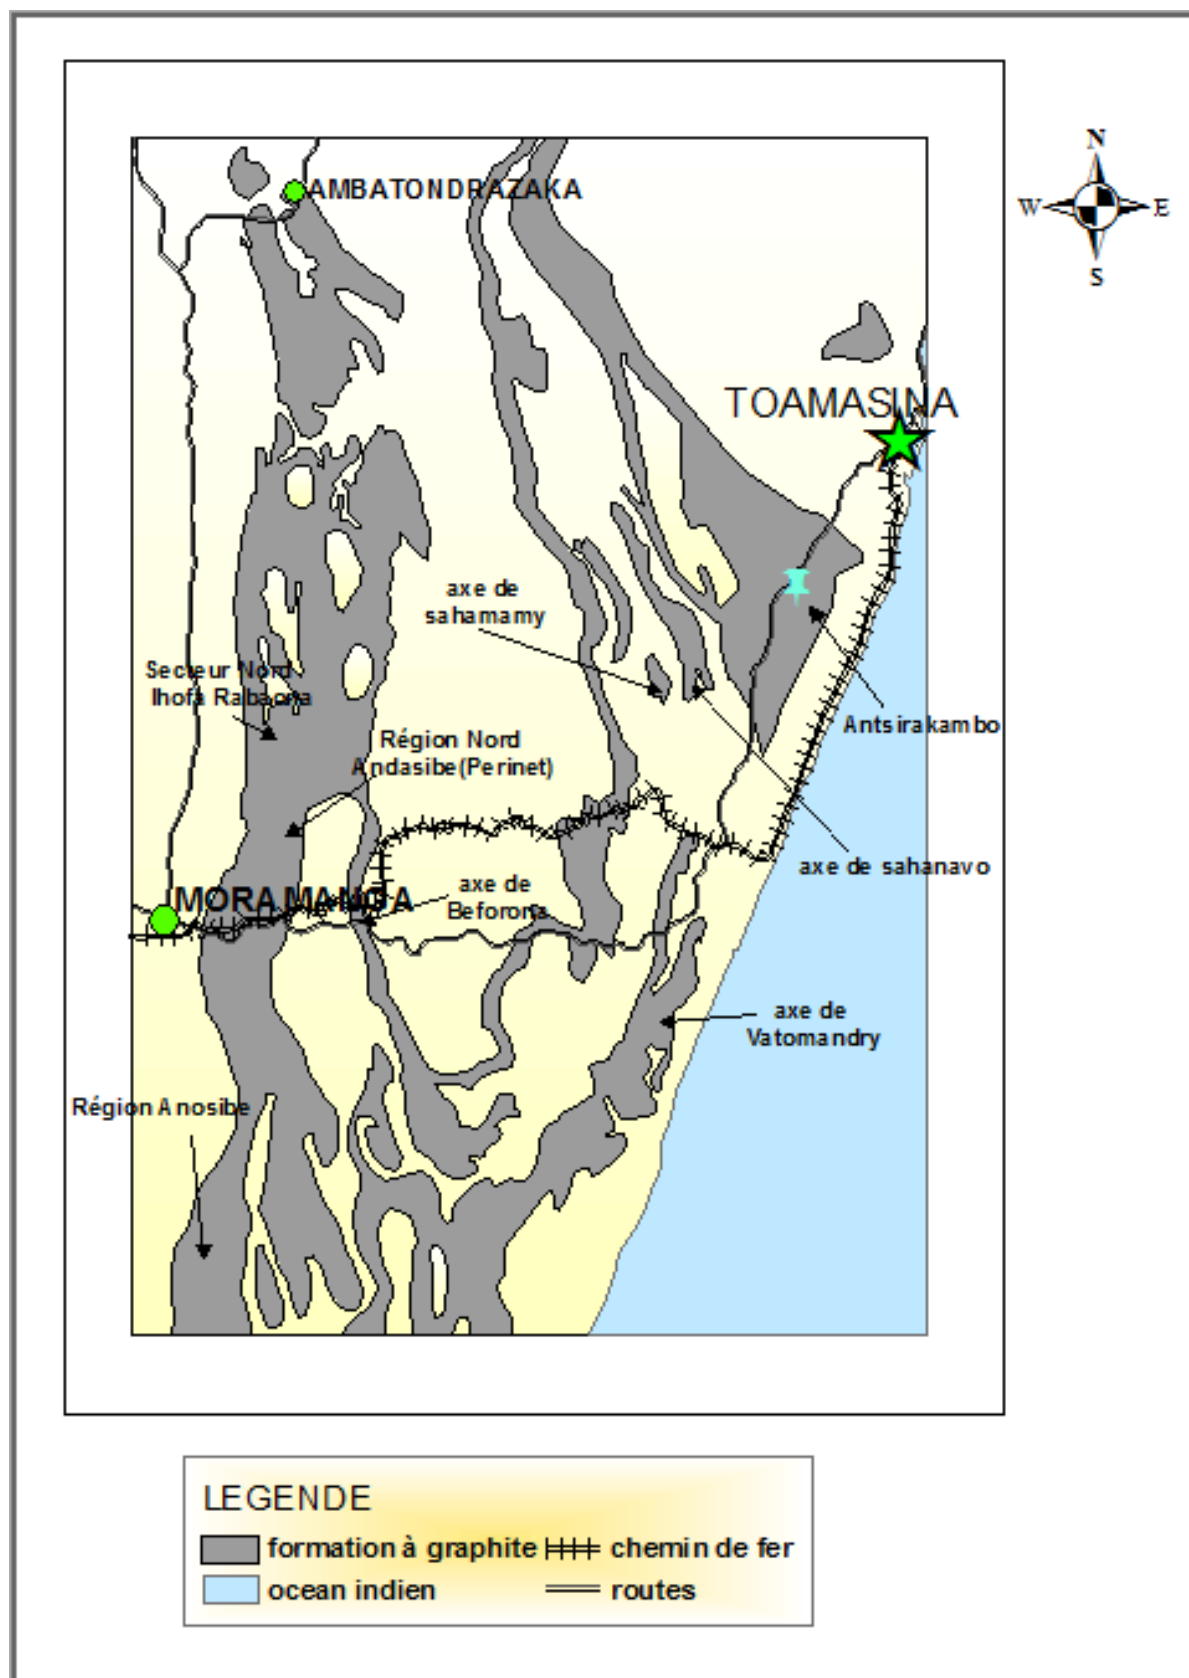 N
W E
S
AMBATONDRAZAKA
TOAMASINA
axe de
sahamamy
Secteur Nord
Ihofa Rabaona
Région Nord
Andasibe(Perinet)
Antsirakambo
axe de sahanavo
MORAMANGA
axe de
Beforona
axe de
Vatomandry
Région Anosibe
LEGENDE
formation à graphite
chemin de fer
ocean indien
routes